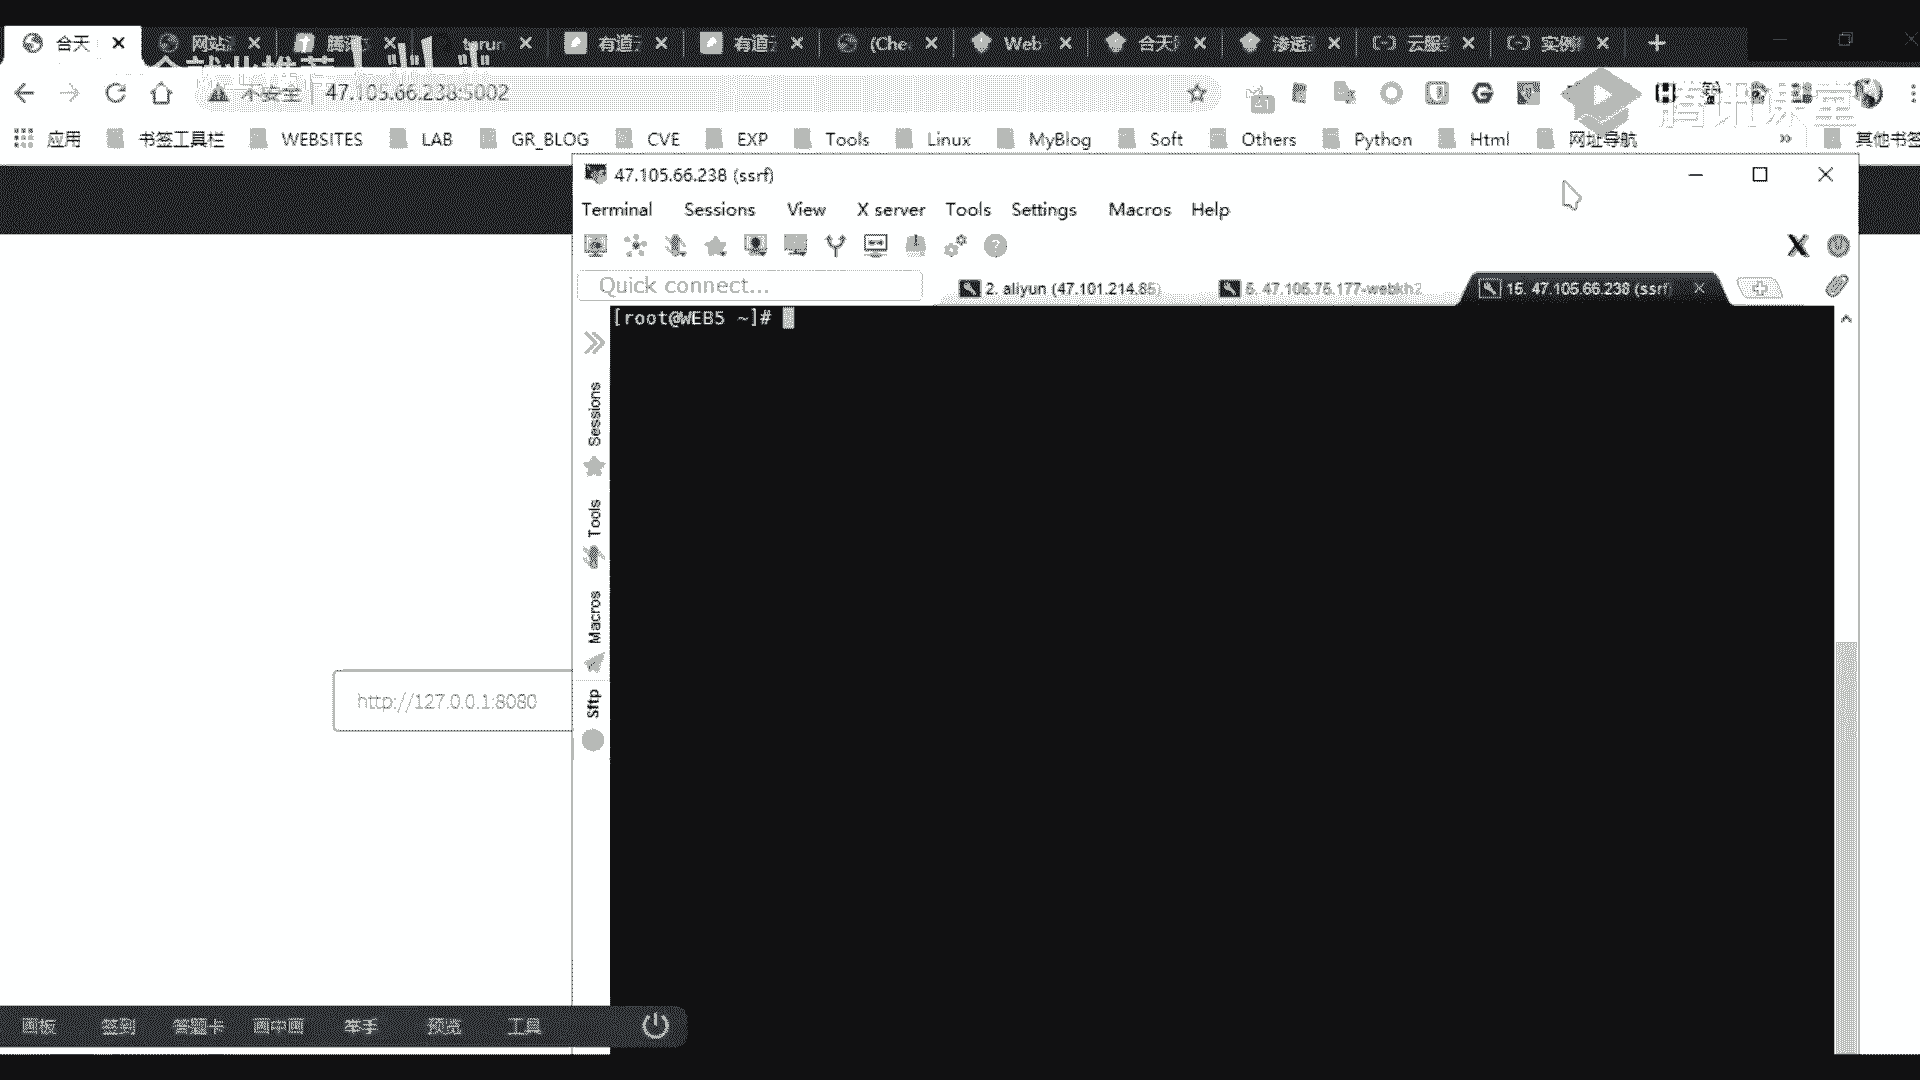 合天
网站
腾讯
有道云
有道云
(Che
Web
合天
渗透
云服务
实例
不安全 | 47.105.66.238:5002
腾讯课堂
应用 书签工具栏 WEBSITES LAB GR_BLOG CVE EXP Tools Linux MyBlog Soft Others Python Html 网址导航 » 其他书签
47.105.66.238 (ssrf)
Terminal Sessions View X server Tools Settings Macros Help
Quick connect...
2. aliyun (47.101.214.85)
5. 47.105.75.177-webkh2
15. 47.105.66.238 (ssrf)
[root@WEB5 ~]#
Sessions
Tools
Macros
Sftp
http://127.0.0.1:8080
画板 签到 答题卡 画中画 举手 预览 工具